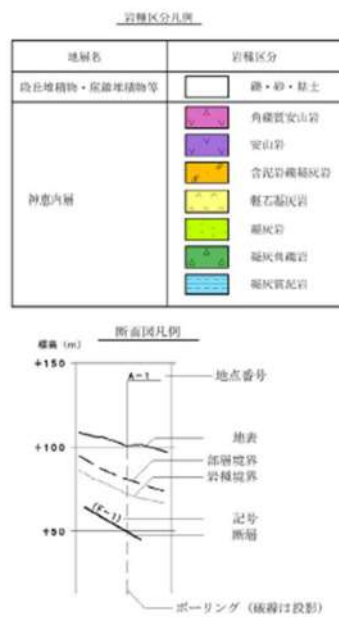 岩種区分凡例
地層名
岩種区分
段丘堆積物・崖錐堆積物等
礫・砂・粘土
神恵内層
角礫質安山岩
安山岩
含泥岩礫凝灰岩
軽石凝灰岩
凝灰岩
凝灰角礫岩
凝灰質泥岩
断面図凡例
標高（m）
+150
A-1
地点番号
+100
地表
部層境界
岩種境界
(F-1)
記号
+50
断層
ボーリング（破線は投影）